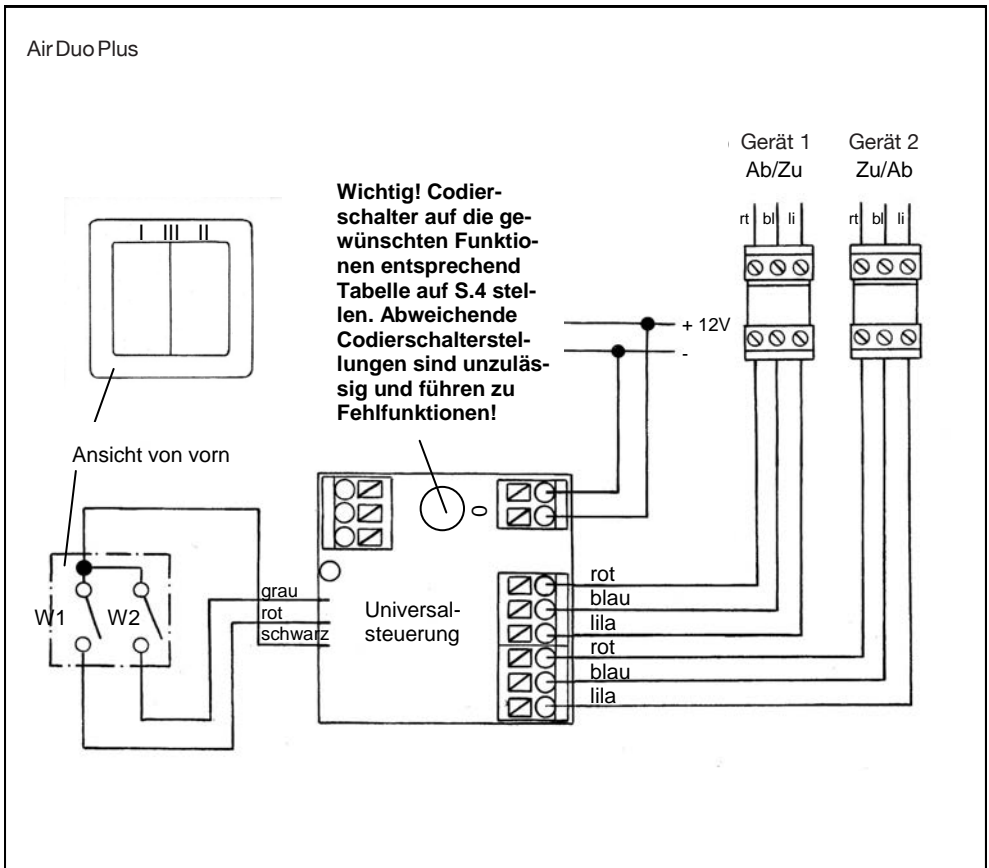 Air Duo Plus
Gerät 1
Ab/Zu
Gerät 2
Zu/Ab
rt bl li
rt bl li
I III II
Wichtig! Codier-
schalter auf die ge-
wünschten Funktio-
nen entsprechend
Tabelle auf S.4 stel-
len. Abweichende
Codierschalterstel-
lungen sind unzuläs-
sig und führen zu
Fehlfunktionen!
+ 12V
-
Ansicht von vorn
0
W1 W2
grau
rot
schwarz
Universal-
steuerung
rot
blau
lila
rot
blau
lila